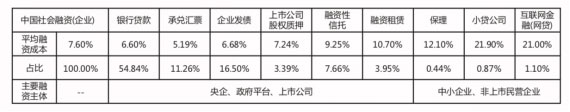 中国社会融资(企业) 银行贷款 承兑汇票 企业发债 上市公司股权质押 融资性信托 融资租赁 保理 小贷公司 互联网金融(网贷)
平均融资成本 7.60% 6.60% 5.19% 6.68% 7.24% 9.25% 10.70% 12.10% 21.90% 21.00%
占比 100.00% 54.84% 11.26% 16.50% 3.39% 7.66% 3.95% 0.44% 0.87% 1.10%
主要融资主体 央企、政府平台、上市公司 中小企业、非上市民营企业